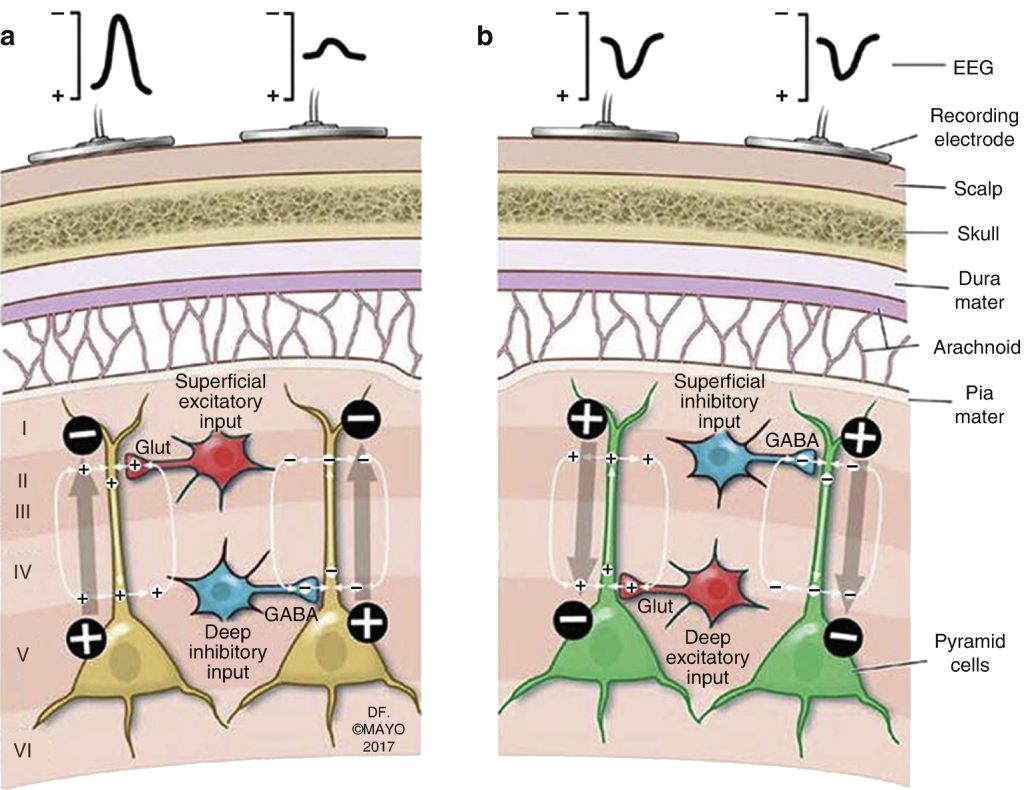 a
b
−
+
−
+
−
+
−
+
EEG
Recording
electrode
Scalp
Skull
Dura
mater
Arachnoid
Pia
mater
Superficial
excitatory
input
Superficial
inhibitory
input
I
II
III
IV
V
VI
−
−
+
+
Glut
GABA
+
+
+
+
+
+
+
−
−
−
−
−
−
−
Deep
inhibitory
input
+
+
−
−
GABA
Glut
+
+
+
+
+
+
−
−
−
−
−
−
Deep
excitatory
input
Pyramid
cells
DF.
©MAYO
2017